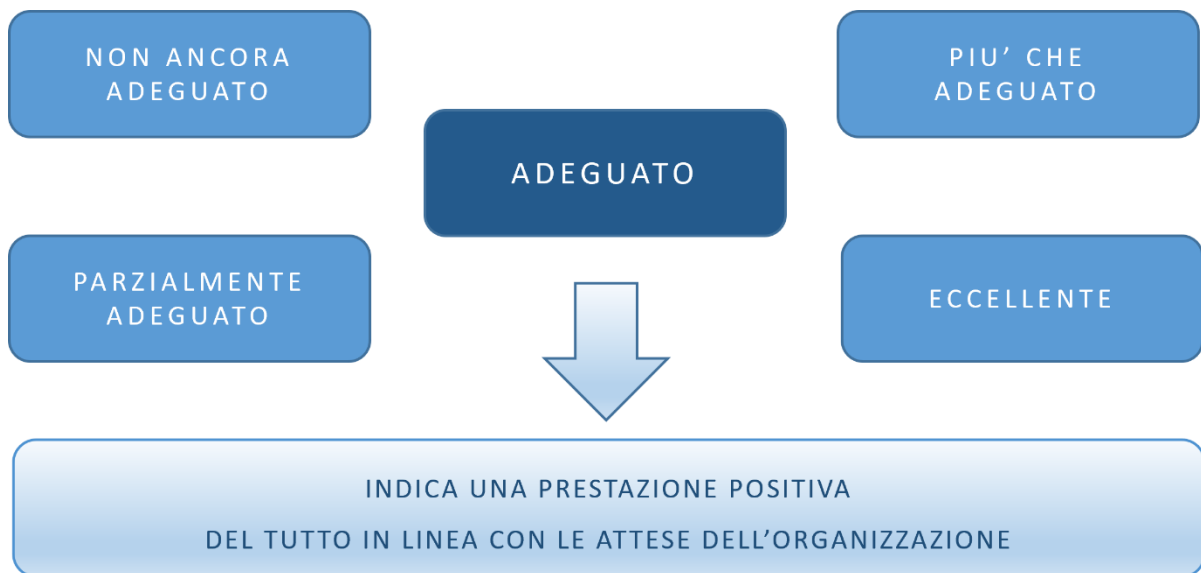 NON ANCORA
ADEGUATO
PIU’ CHE
ADEGUATO
ADEGUATO
PARZIALMENTE
ADEGUATO
ECCELLENTE
INDICA UNA PRESTAZIONE POSITIVA
DEL TUTTO IN LINEA CON LE ATTESE DELL’ORGANIZZAZIONE